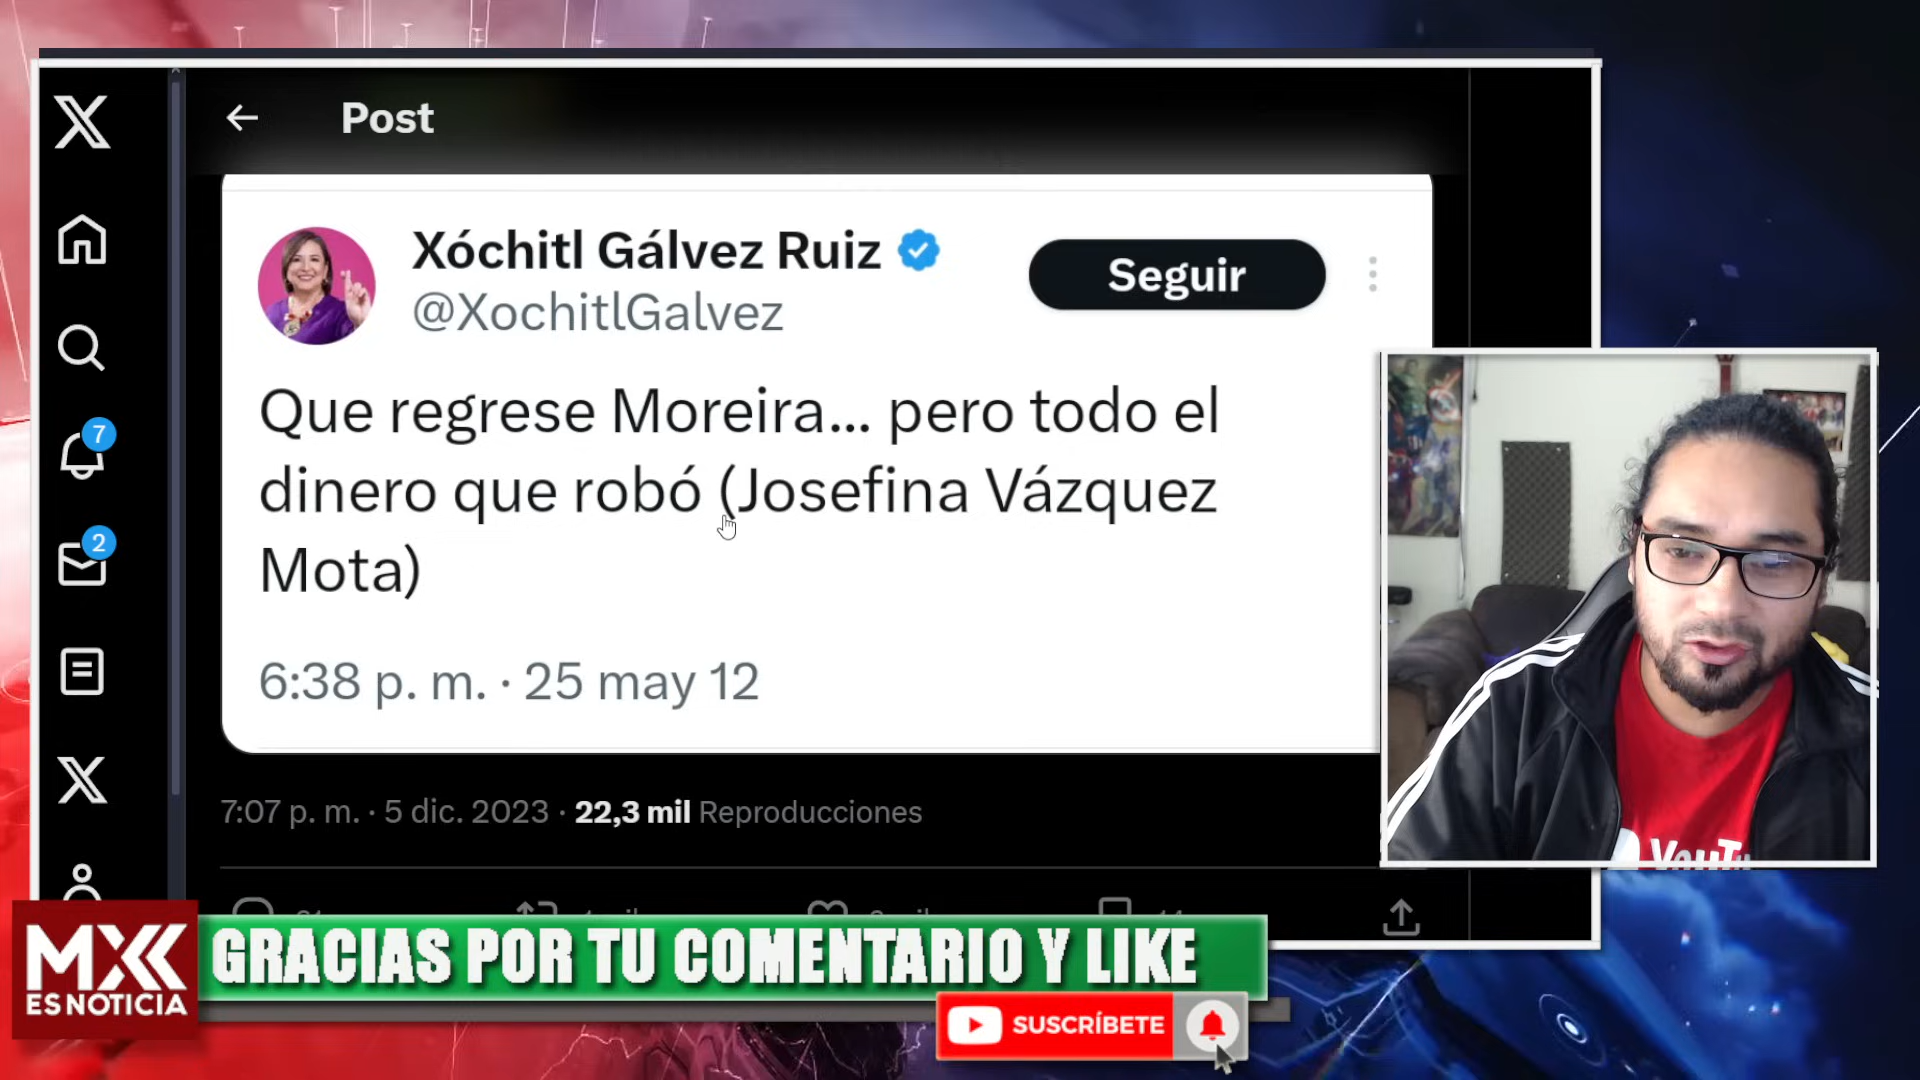 Post
Xóchitl Gálvez Ruiz
@XochitlGalvez
Seguir
Que regrese Moreira... pero todo el
dinero que robó (Josefina Vázquez
Mota)
6:38 p. m. · 25 may 12
7
2
7:07 p. m. · 5 dic. 2023 · 22,3 mil Reproducciones
MX
ES NOTICIA
GRACIAS POR TU COMENTARIO Y LIKE
SUSCRÍBETE